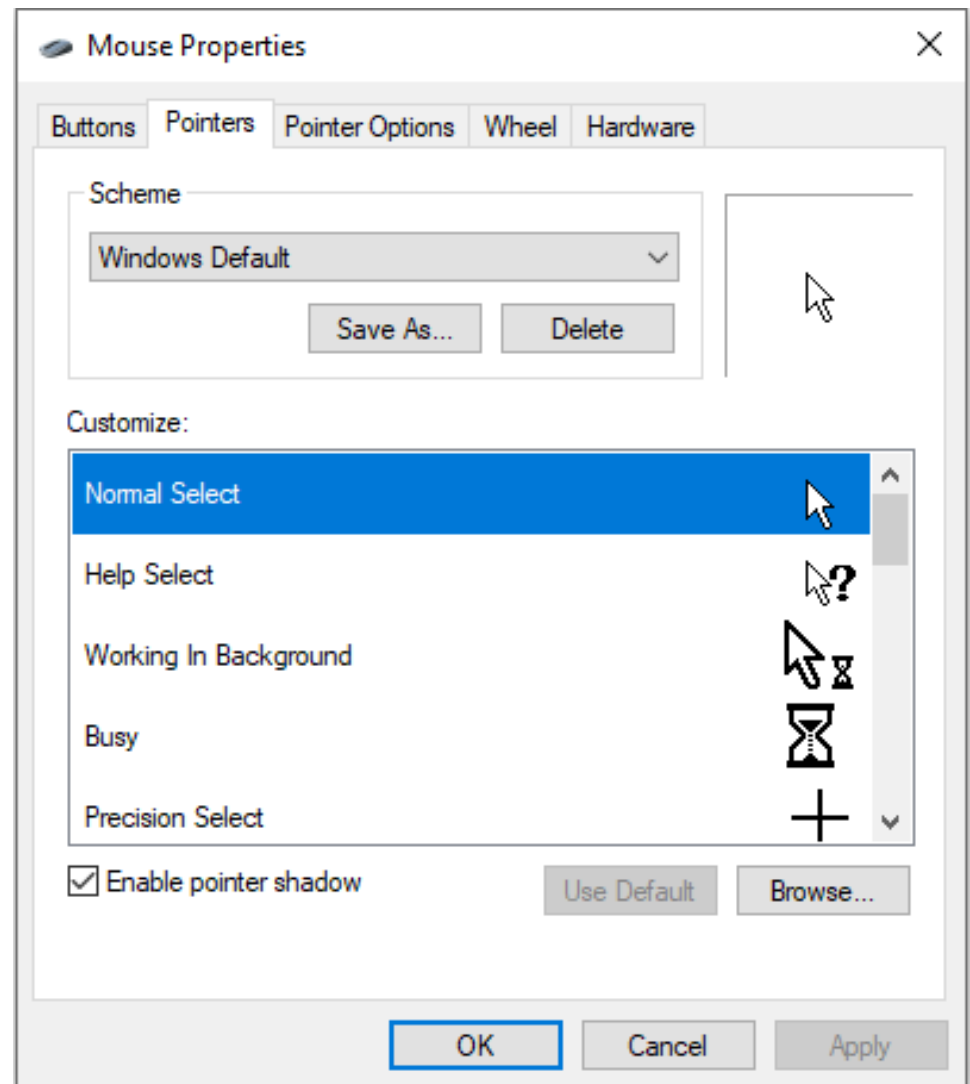 Mouse Properties
Buttons Pointers Pointer Options Wheel Hardware
Scheme
Windows Default
Save As... Delete
Customize:
Normal Select
Help Select
Working In Background
Busy
Precision Select
Enable pointer shadow
Use Default Browse...
OK Cancel Apply